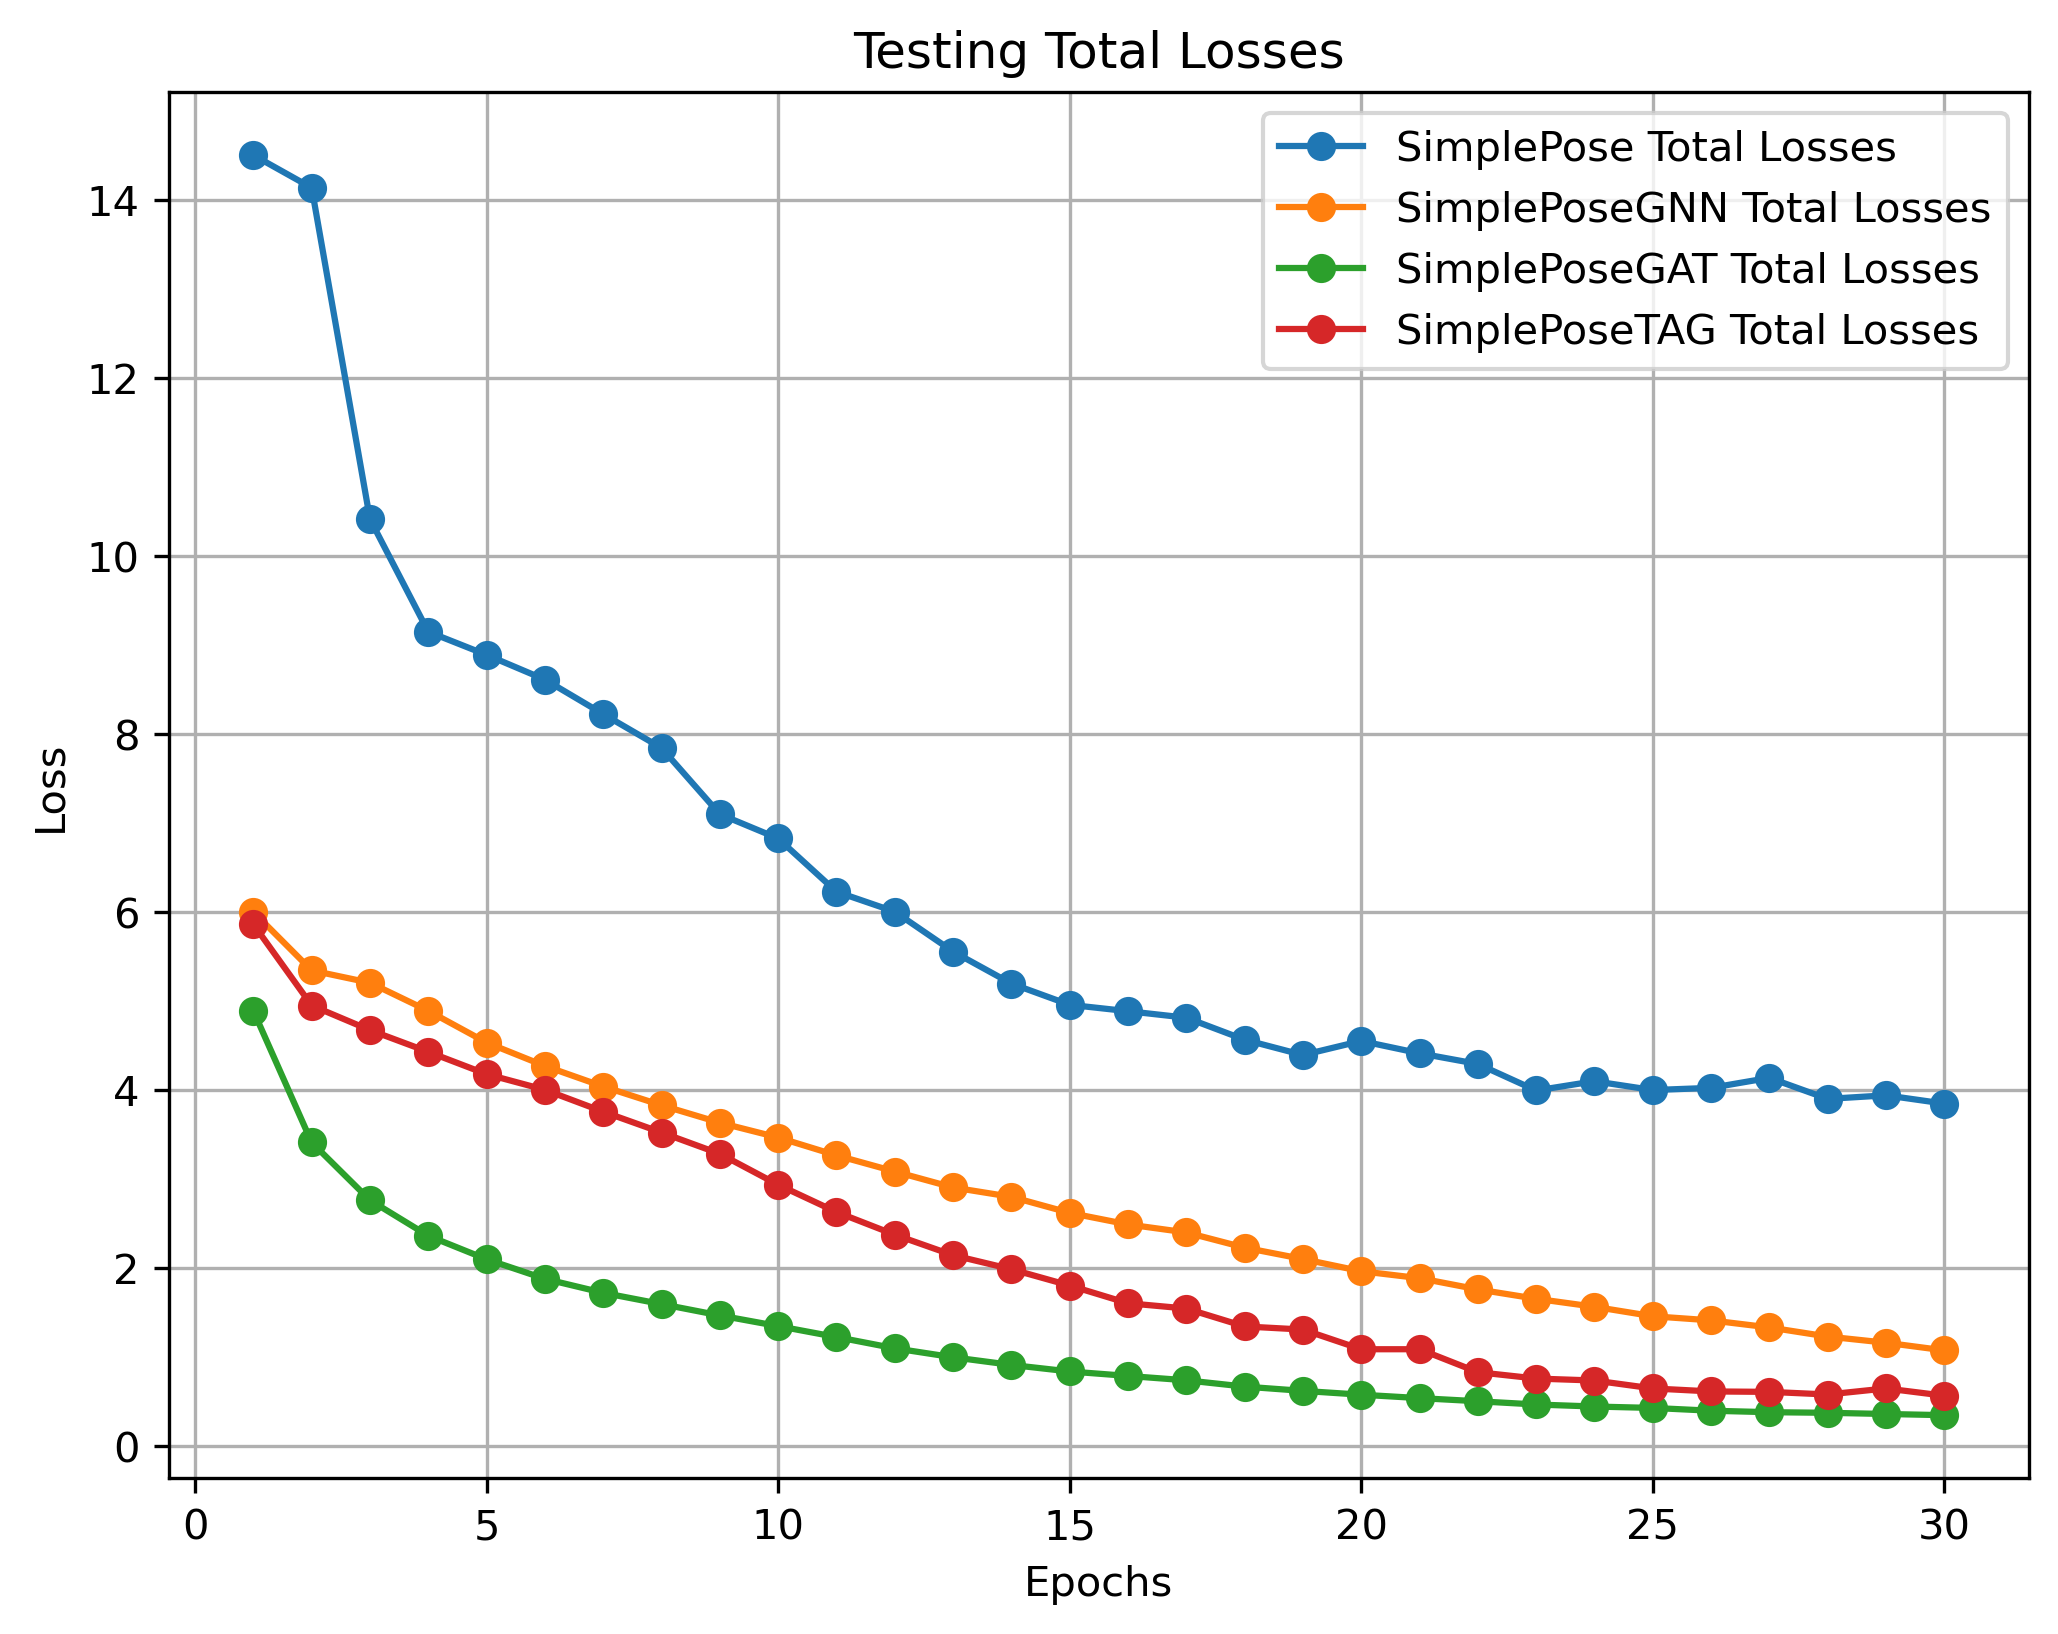 Testing Total Losses
SimplePose Total Losses
SimplePoseGNN Total Losses
SimplePoseGAT Total Losses
SimplePoseTAG Total Losses
14
12
10
8
6
4
2
0
Loss
0 5 10 15 20 25 30
Epochs